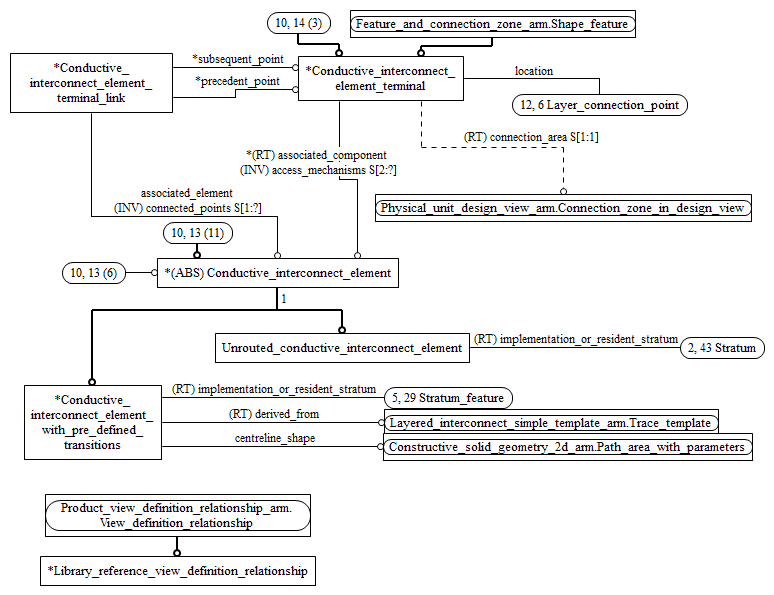 10, 14 (3)
Feature_and_connection_zone_arm.Shape_feature
*Conductive_
interconnect_element_
terminal_link
*subsequent_point
*precedent_point
*Conductive_interconnect_
element_terminal
location
12, 6 Layer_connection_point
(RT) connection_area S[1:1]
*(RT) associated_component
(INV) access_mechanisms S[2:?]
associated_element
(INV) connected_points S[1:?]
Physical_unit_design_view_arm.Connection_zone_in_design_view
10, 13 (11)
10, 13 (6)
*(ABS) Conductive_interconnect_element
1
Unrouted_conductive_interconnect_element
(RT) implementation_or_resident_stratum
2, 43 Stratum
*Conductive_
interconnect_element_
with_pre_defined_
transitions
(RT) implementation_or_resident_stratum
5, 29 Stratum_feature
(RT) derived_from
Layered_interconnect_simple_template_arm.Trace_template
centreline_shape
Constructive_solid_geometry_2d_arm.Path_area_with_parameters
Product_view_definition_relationship_arm.
View_definition_relationship
*Library_reference_view_definition_relationship